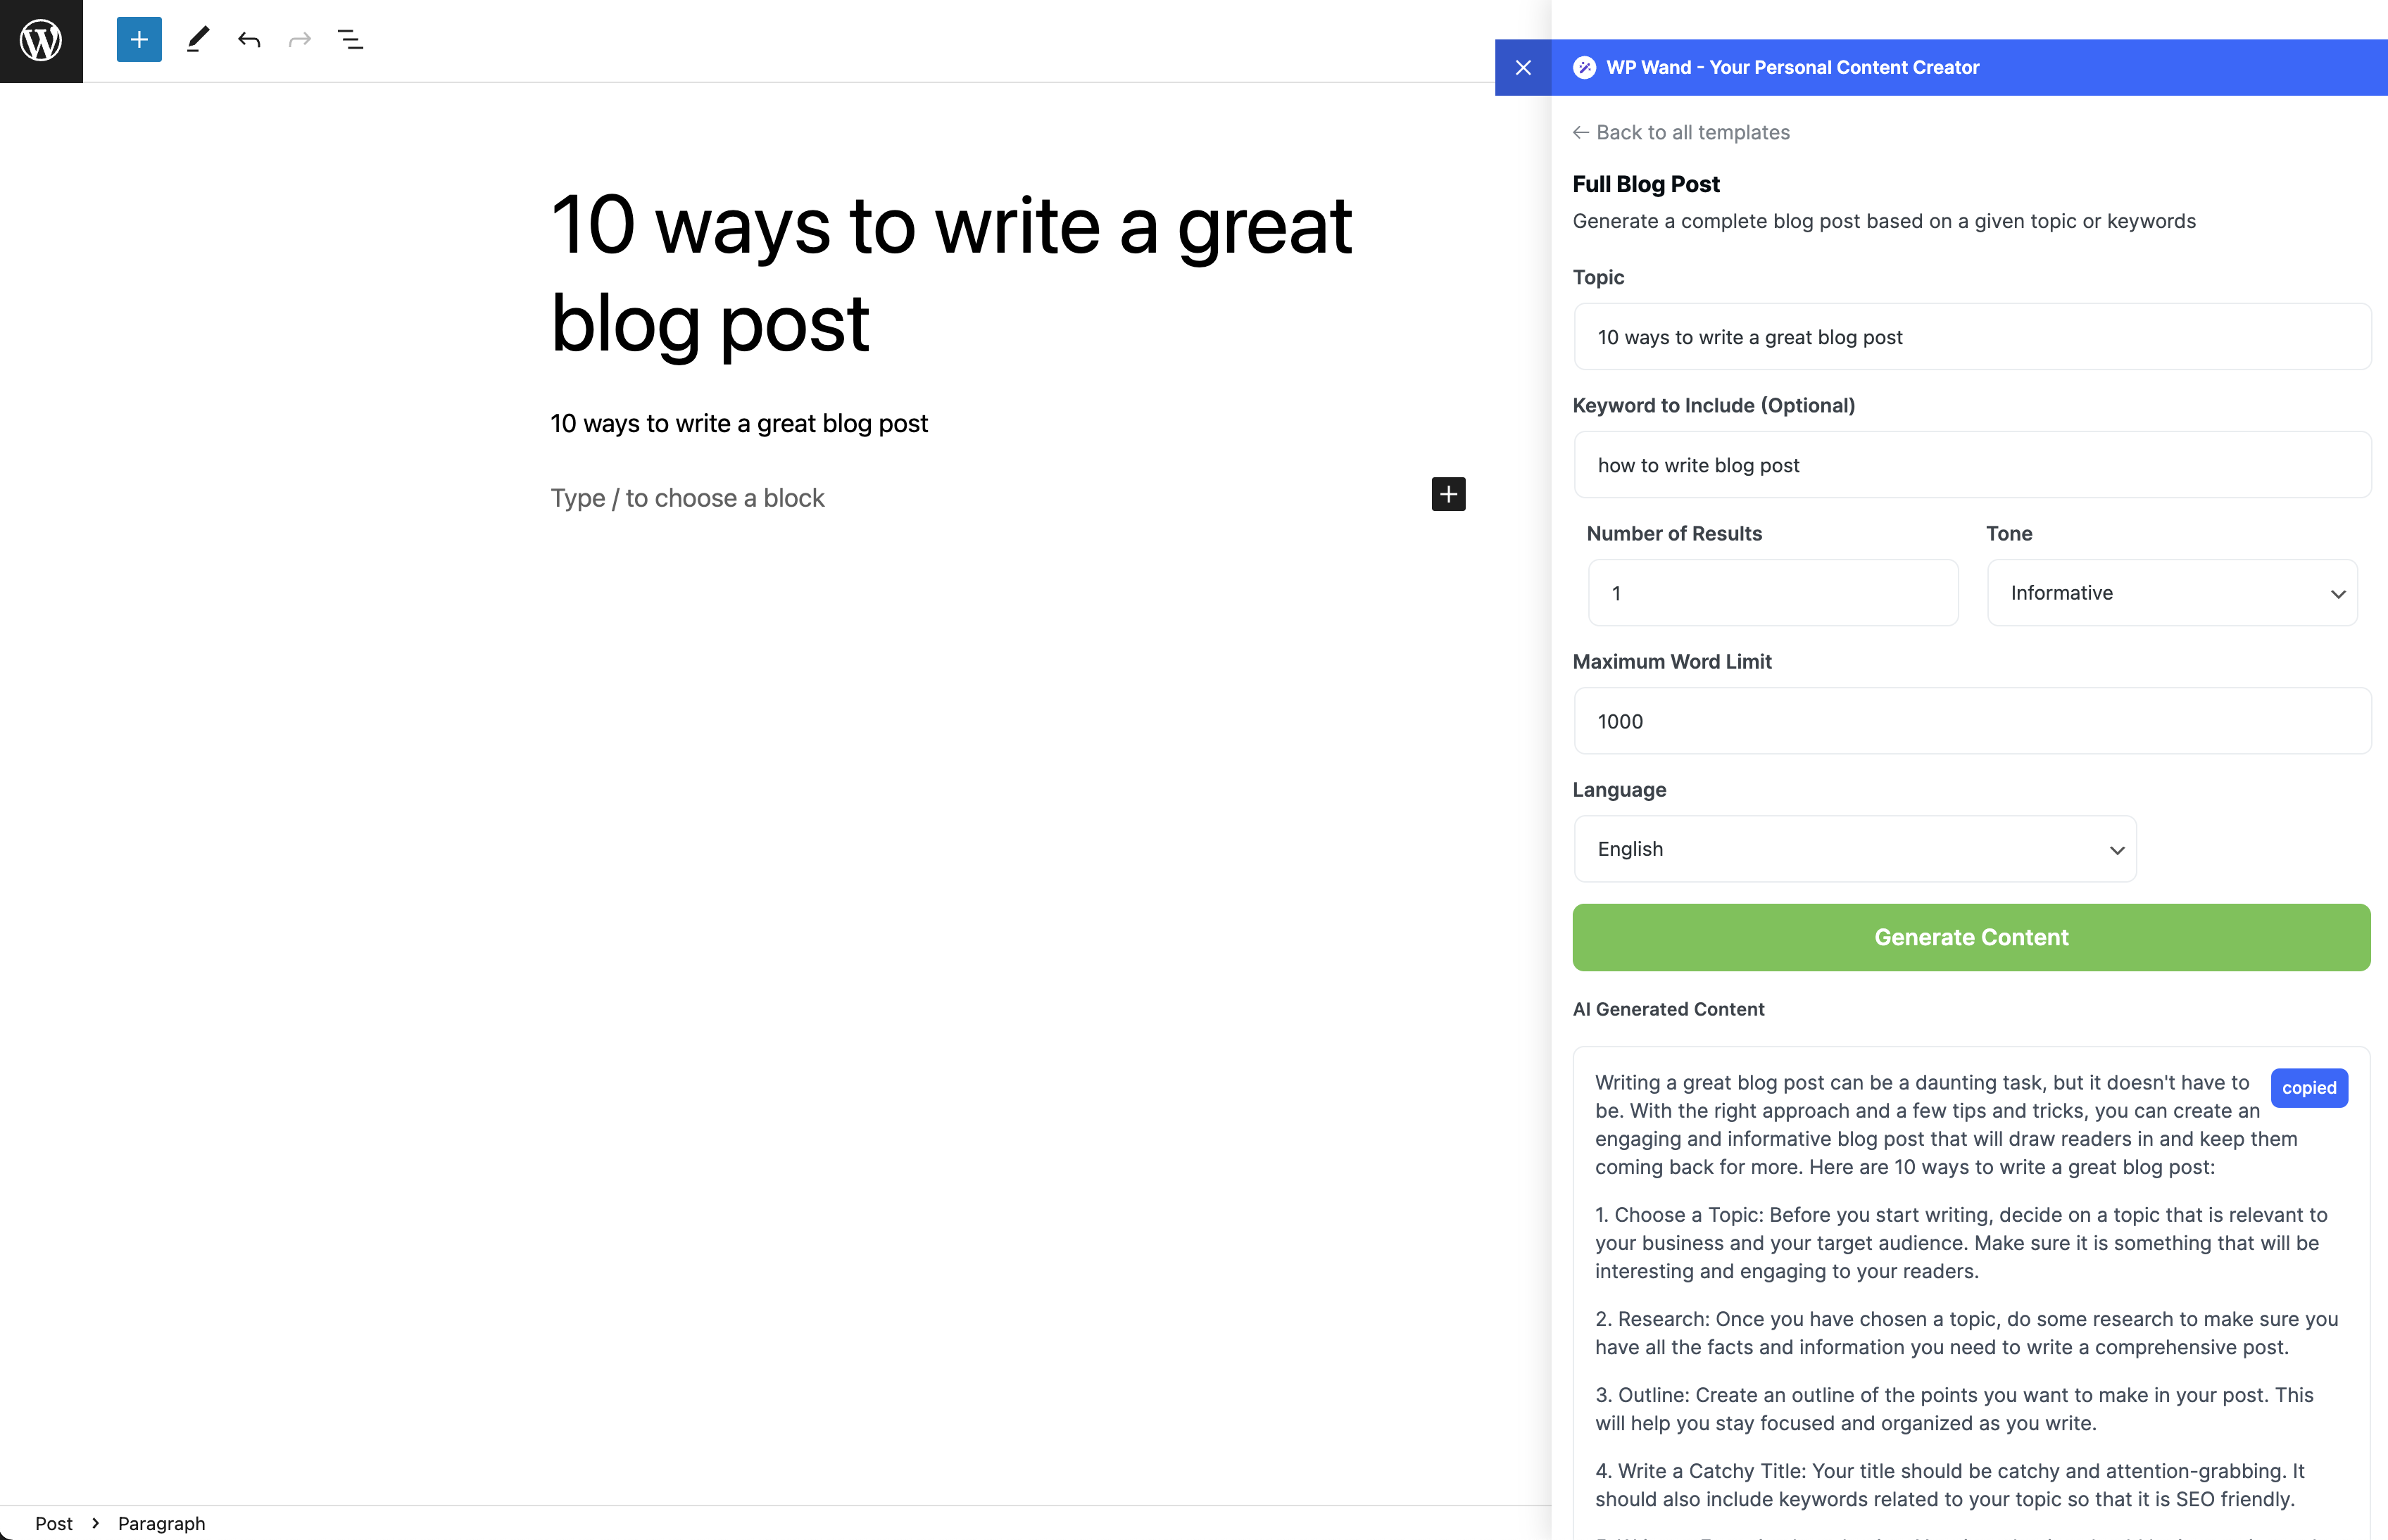 10 ways to write a great
blog post
10 ways to write a great blog post
Type / to choose a block
Post > Paragraph
WP Wand - Your Personal Content Creator
← Back to all templates
Full Blog Post
Generate a complete blog post based on a given topic or keywords
Topic
10 ways to write a great blog post
Keyword to Include (Optional)
how to write blog post
Number of Results
Tone
1
Informative
Maximum Word Limit
1000
Language
English
Generate Content
AI Generated Content
copied
Writing a great blog post can be a daunting task, but it doesn't have to
be. With the right approach and a few tips and tricks, you can create an
engaging and informative blog post that will draw readers in and keep them
coming back for more. Here are 10 ways to write a great blog post:
1. Choose a Topic: Before you start writing, decide on a topic that is relevant to
your business and your target audience. Make sure it is something that will be
interesting and engaging to your readers.
2. Research: Once you have chosen a topic, do some research to make sure you
have all the facts and information you need to write a comprehensive post.
3. Outline: Create an outline of the points you want to make in your post. This
will help you stay focused and organized as you write.
4. Write a Catchy Title: Your title should be catchy and attention-grabbing. It
should also include keywords related to your topic so that it is SEO friendly.